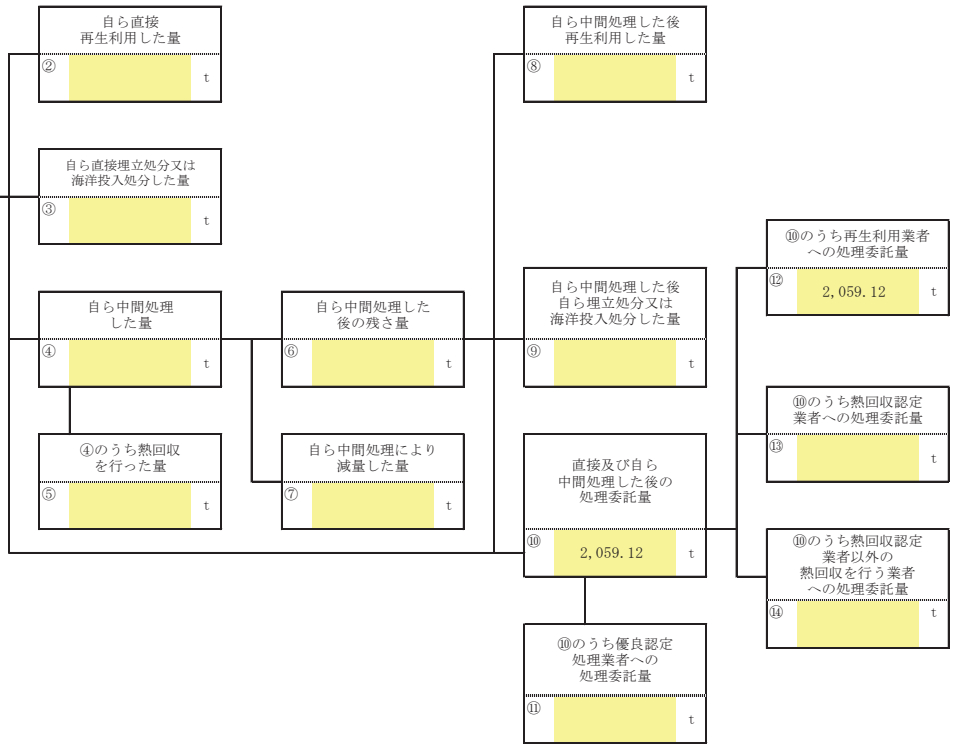 自ら直接
再生利用した量
②
t
自ら直接埋立処分又は
海洋投入処分した量
③
t
自ら中間処理
した量
④
t
④のうち熱回収
を行った量
⑤
t
自ら中間処理した
後の残さ量
⑥
t
自ら中間処理により
減量した量
⑦
t
自ら中間処理した後
再生利用した量
⑧
t
自ら中間処理した後
自ら埋立処分又は
海洋投入処分した量
⑨
t
直接及び自ら
中間処理した後の
処理委託量
⑩ 2,059.12 t
⑩のうち優良認定
処理業者への
処理委託量
⑪
t
⑩のうち再生利用業者
への処理委託量
⑫ 2,059.12 t
⑩のうち熱回収認定
業者への処理委託量
⑬
t
⑩のうち熱回収認定
業者以外の
熱回収を行う業者
への処理委託量
⑭
t